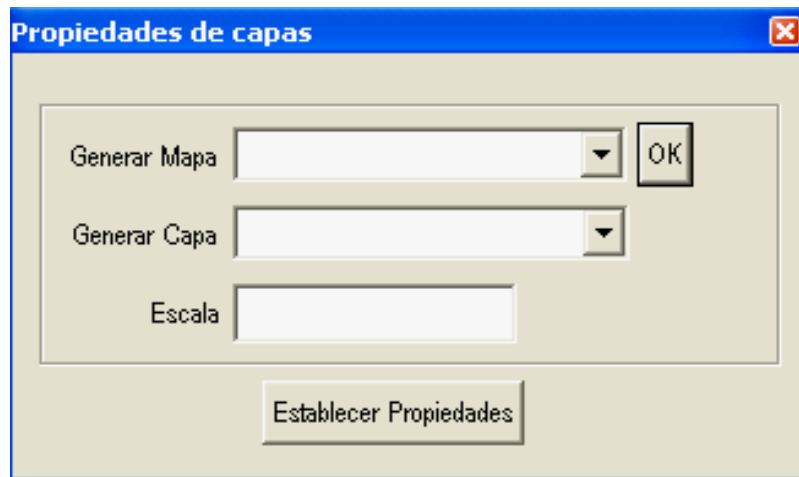 Propiedades de capas
Generar Mapa OK
Generar Capa
Escala
Establecer Propiedades